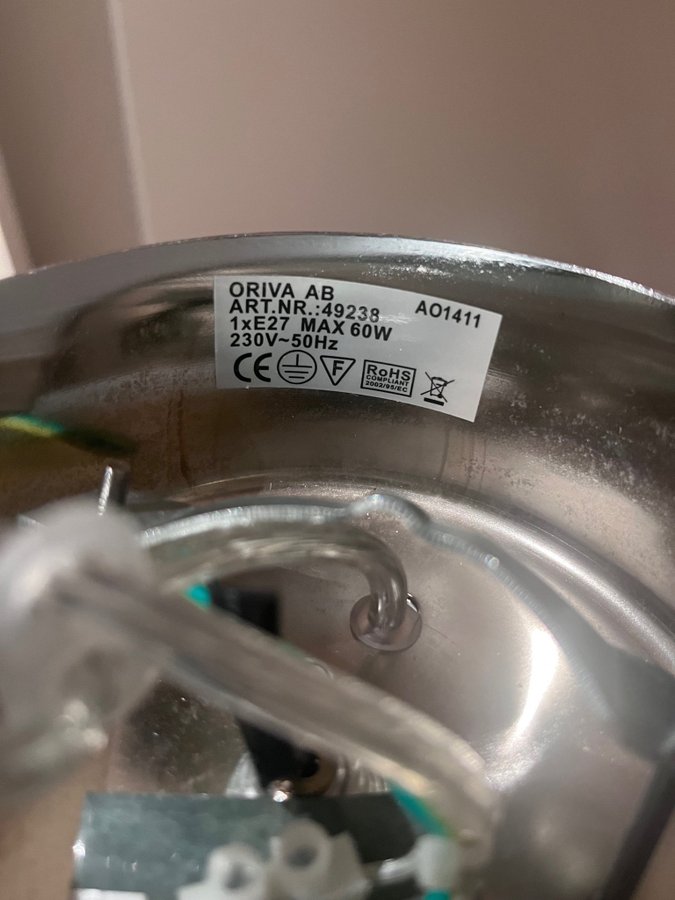 ORIVA AB
ART.NR.:49238
AO1411
1xE27 MAX 60W
230V~50Hz
CE
F
RoHS
COMPLIANT
2002/95/EC